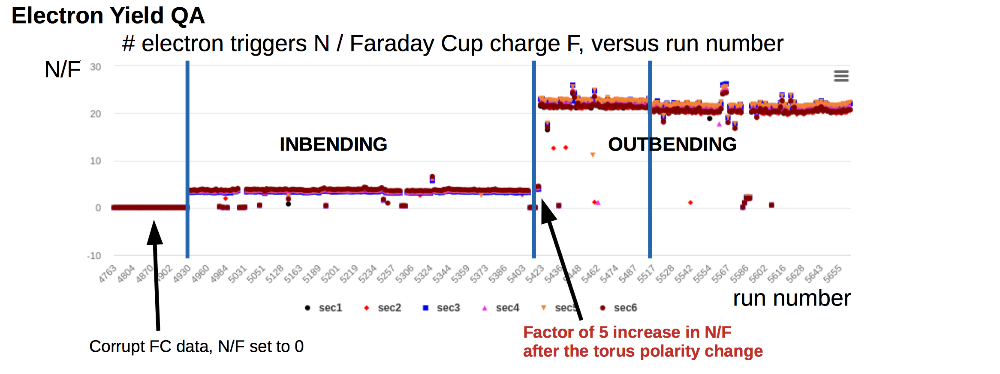 Electron Yield QA
# electron triggers N / Faraday Cup charge F, versus run number
N/F
30
20
10
0
-10
INBENDING
OUTBENDING
4763 4804 4870 4902 4930 4960 4984 5031 5051 5128 5163 5189 5201 5219 5234 5257 5306 5324 5344 5359 5373 5386 5403 5423 5436 5448 5462 5474 5487 5517 5528 5542 5554 5567 5586 5602 5616 5628 5643 5655
run number
sec1 sec2 sec3 sec4 sec5 sec6
Corrupt FC data, N/F set to 0
Factor of 5 increase in N/F
after the torus polarity change